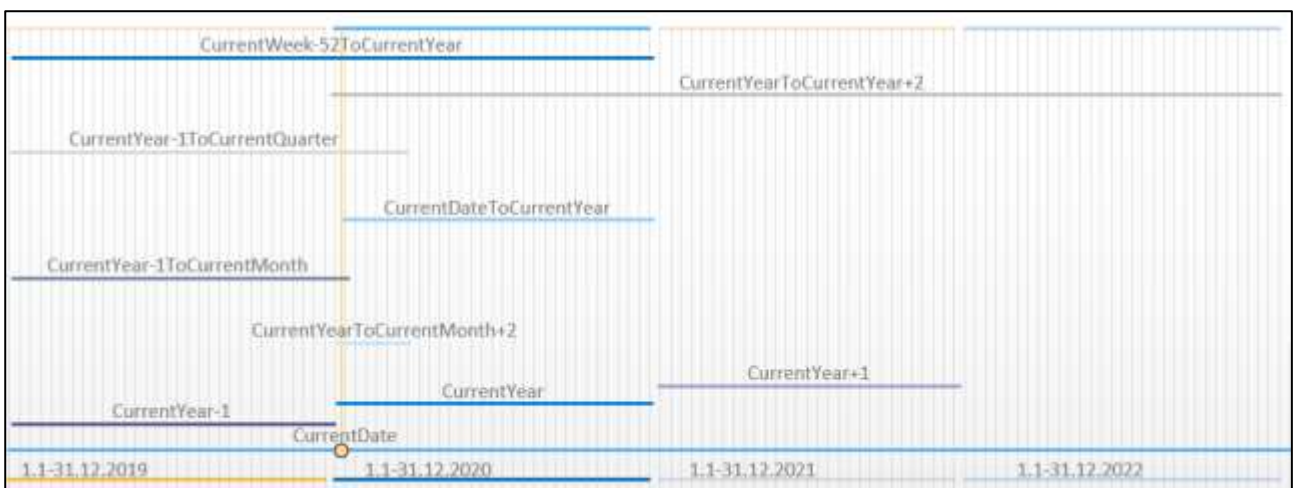 CurrentWeek-52ToCurrentYear
CurrentYearToCurrentYear+2
CurrentYear-1ToCurrentQuarter
CurrentDateToCurrentYear
CurrentYear-1ToCurrentMonth
CurrentYearToCurrentMonth+2
CurrentYear+1
CurrentYear
CurrentYear-1
CurrentDate
1.1-31.12.2019 1.1-31.12.2020 1.1-31.12.2021 1.1-31.12.2022